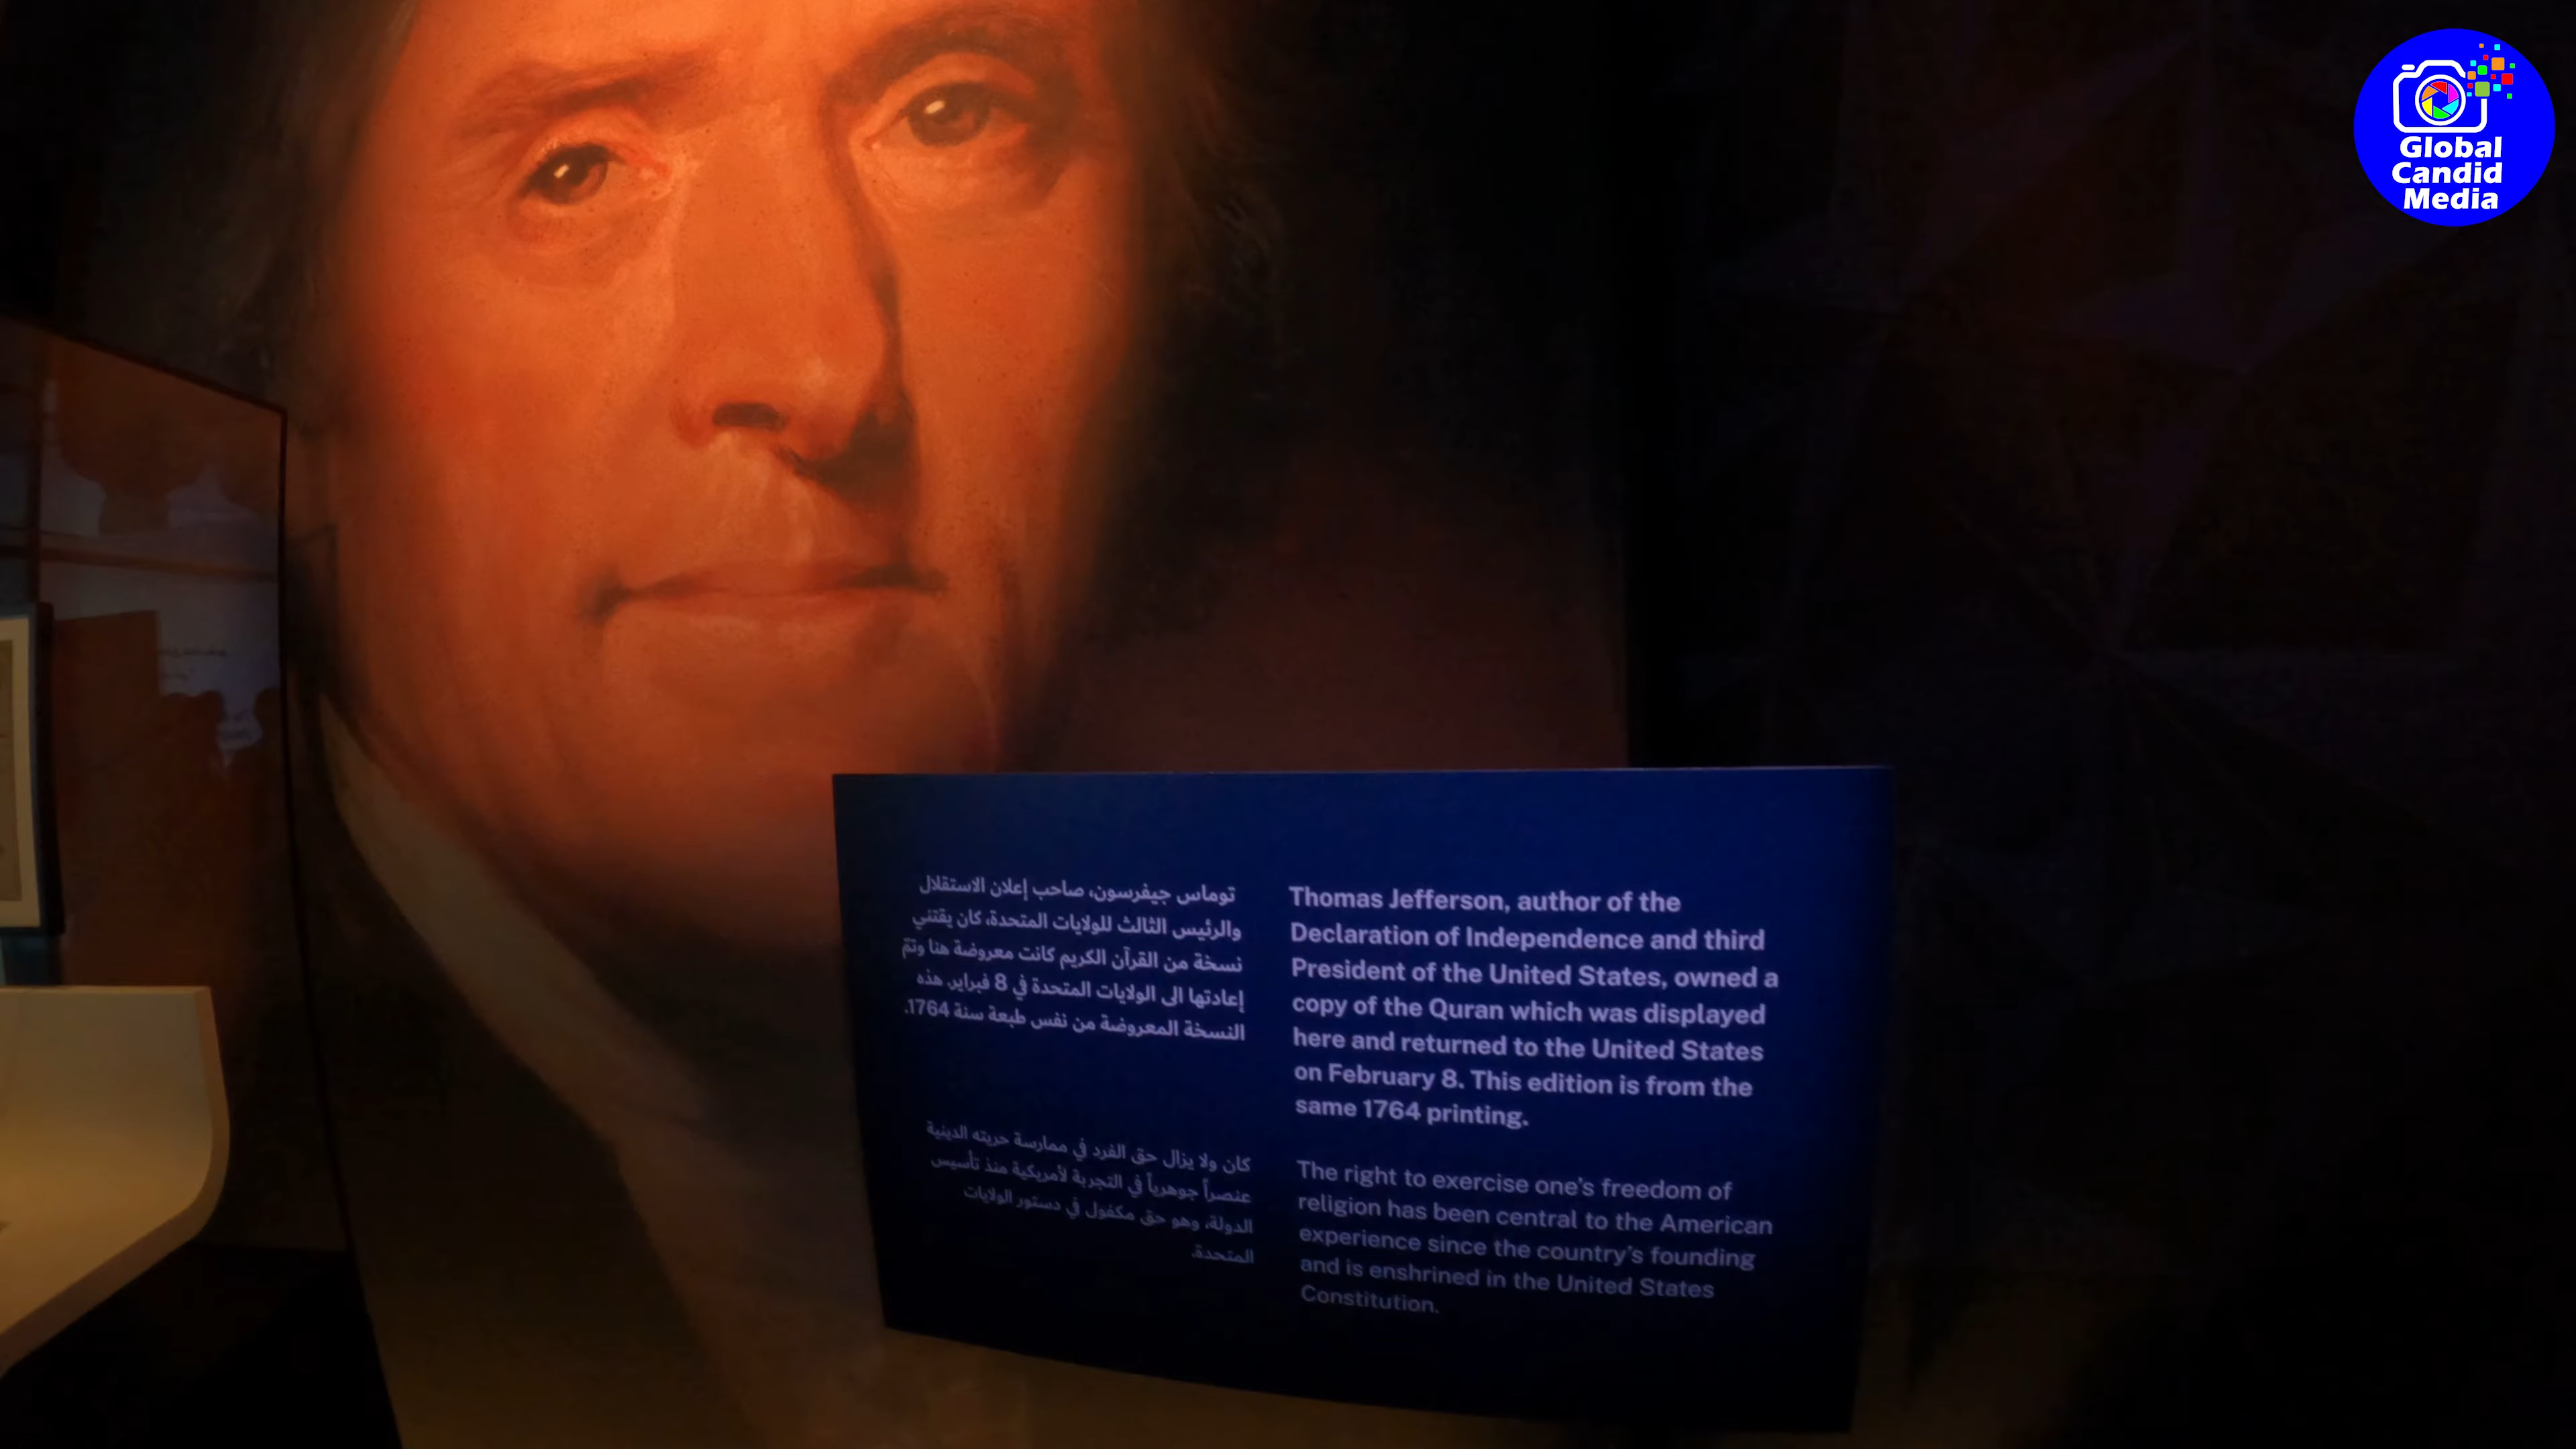 Global
Candid
Media
توماس جيفرسون، صاحب إعلان الاستقلال
والرئيس الثالث للولايات المتحدة، كان يقتني
نسخة من القرآن الكريم كانت معروضة هنا وتمّ
إعادتها الى الولايات المتحدة في 8 فبراير. هذه
النسخة المعروضة من نفس طبعة سنة 1764.
كان ولا يزال حق الفرد في ممارسة حريته الدينية
عنصراً جوهرياً في التجربة لأمريكية منذ تأسيس
الدولة، وهو حق مكفول في دستور الولايات
المتحدة.
Thomas Jefferson, author of the
Declaration of Independence and third
President of the United States, owned a
copy of the Quran which was displayed
here and returned to the United States
on February 8. This edition is from the
same 1764 printing.
The right to exercise one's freedom of
religion has been central to the American
experience since the country's founding
and is enshrined in the United States
Constitution.